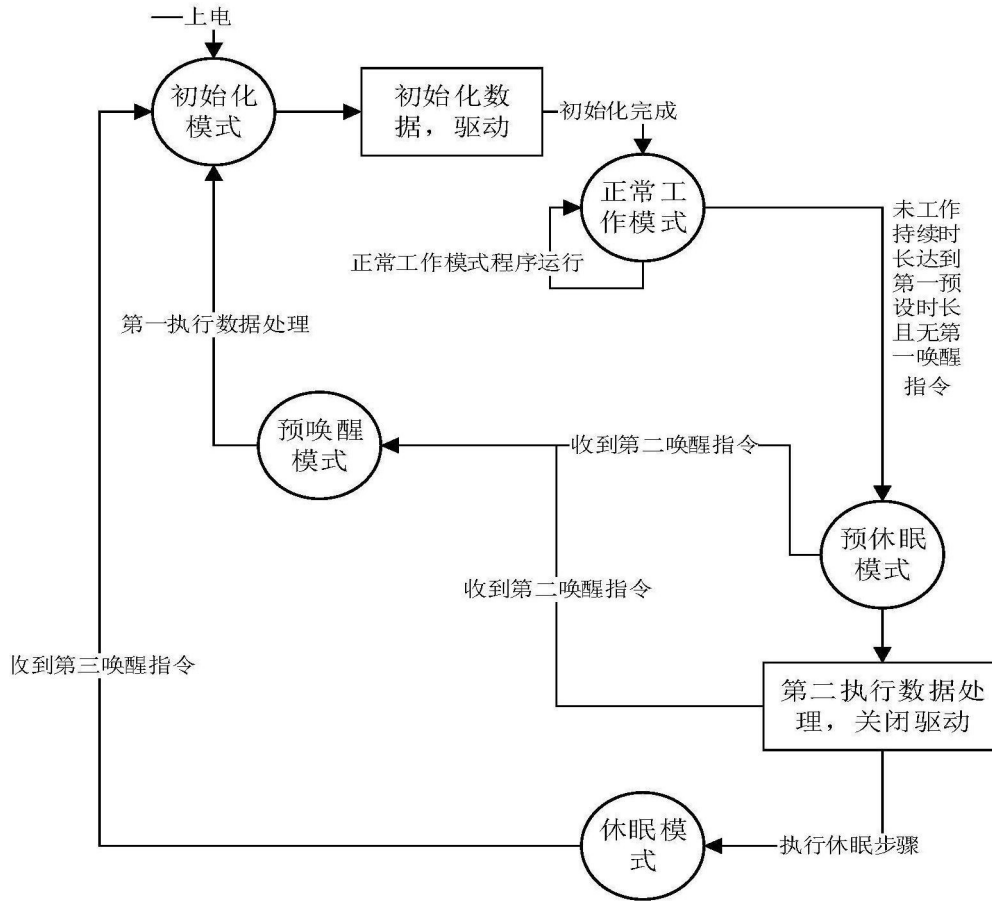 上电
初始化
模式
初始化数
据，驱动
初始化完成
正常工
作模式
正常工作模式程序运行
未工作
持续时
长达到
第一预
设时长
且无第
一唤醒
指令
第一执行数据处理
预唤醒
模式
收到第二唤醒指令
预休眠
模式
收到第二唤醒指令
收到第三唤醒指令
第二执行数据处
理，关闭驱动
休眠模
式
执行休眠步骤